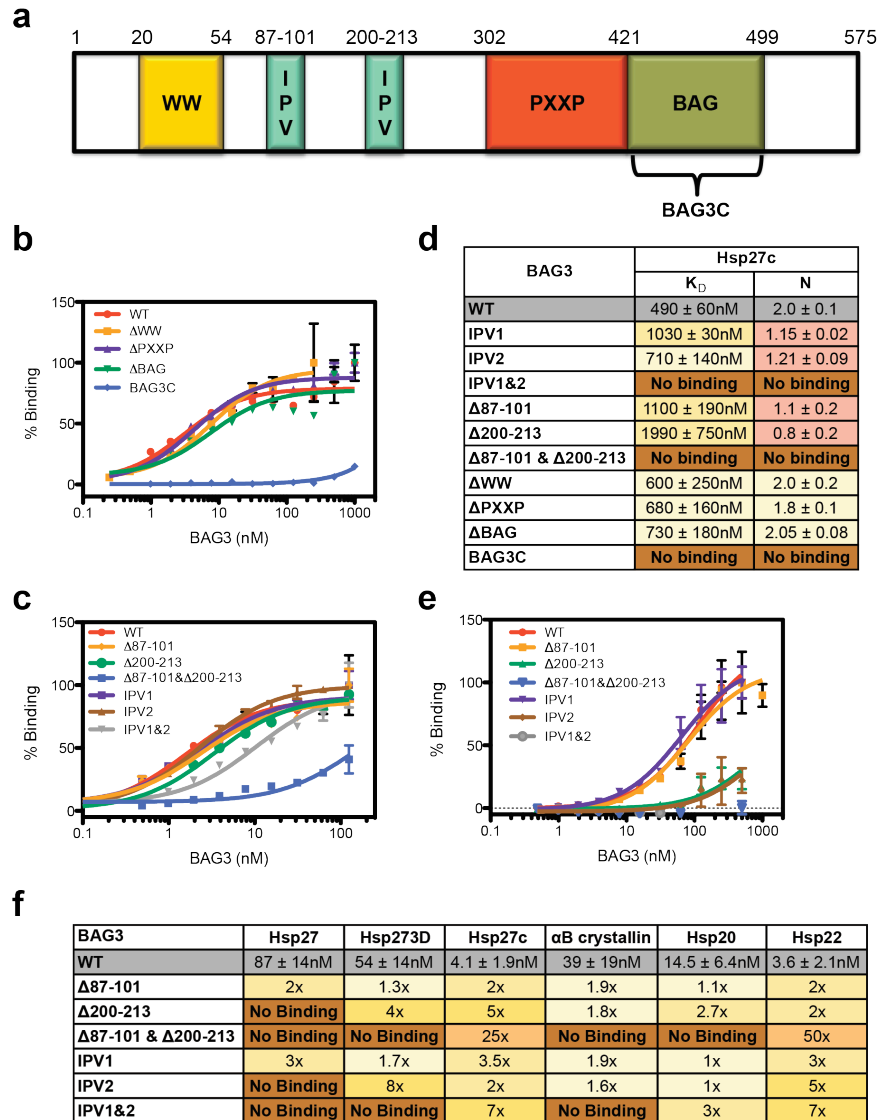 a
1 20 54 87-101 200-213 302 421 499 575
WW
I
P
V
I
P
V
PXXP
BAG
BAG3C
b
150
100
50
0
% Binding
WT
ΔWW
ΔPXXP
ΔBAG
BAG3C
0.1 1 10 100 1000
BAG3 (nM)
d
BAG3 Hsp27c
KD N
WT 490 ± 60nM 2.0 ± 0.1
IPV1 1030 ± 30nM 1.15 ± 0.02
IPV2 710 ± 140nM 1.21 ± 0.09
IPV1&2 No binding No binding
Δ87-101 1100 ± 190nM 1.1 ± 0.2
Δ200-213 1990 ± 750nM 0.8 ± 0.2
Δ87-101 & Δ200-213 No binding No binding
ΔWW 600 ± 250nM 2.0 ± 0.2
ΔPXXP 680 ± 160nM 1.8 ± 0.1
ΔBAG 730 ± 180nM 2.05 ± 0.08
BAG3C No binding No binding
c
150
100
50
0
% Binding
WT
Δ87-101
Δ200-213
Δ87-101&Δ200-213
IPV1
IPV2
IPV1&2
0.1 1 10 100
BAG3 (nM)
e
150
100
50
0
% Binding
WT
Δ87-101
Δ200-213
Δ87-101&Δ200-213
IPV1
IPV2
IPV1&2
0.1 1 10 100 1000
BAG3 (nM)
f
BAG3 Hsp27 Hsp273D Hsp27c αB crystallin Hsp20 Hsp22
WT 87 ± 14nM 54 ± 14nM 4.1 ± 1.9nM 39 ± 19nM 14.5 ± 6.4nM 3.6 ± 2.1nM
Δ87-101 2x 1.3x 2x 1.9x 1.1x 2x
Δ200-213 No Binding 4x 5x 1.8x 2.7x 2x
Δ87-101 & Δ200-213 No Binding No Binding 25x No Binding No Binding 50x
IPV1 3x 1.7x 3.5x 1.9x 1x 3x
IPV2 No Binding 8x 2x 1.6x 1x 5x
IPV1&2 No Binding No Binding 7x No Binding 3x 7x